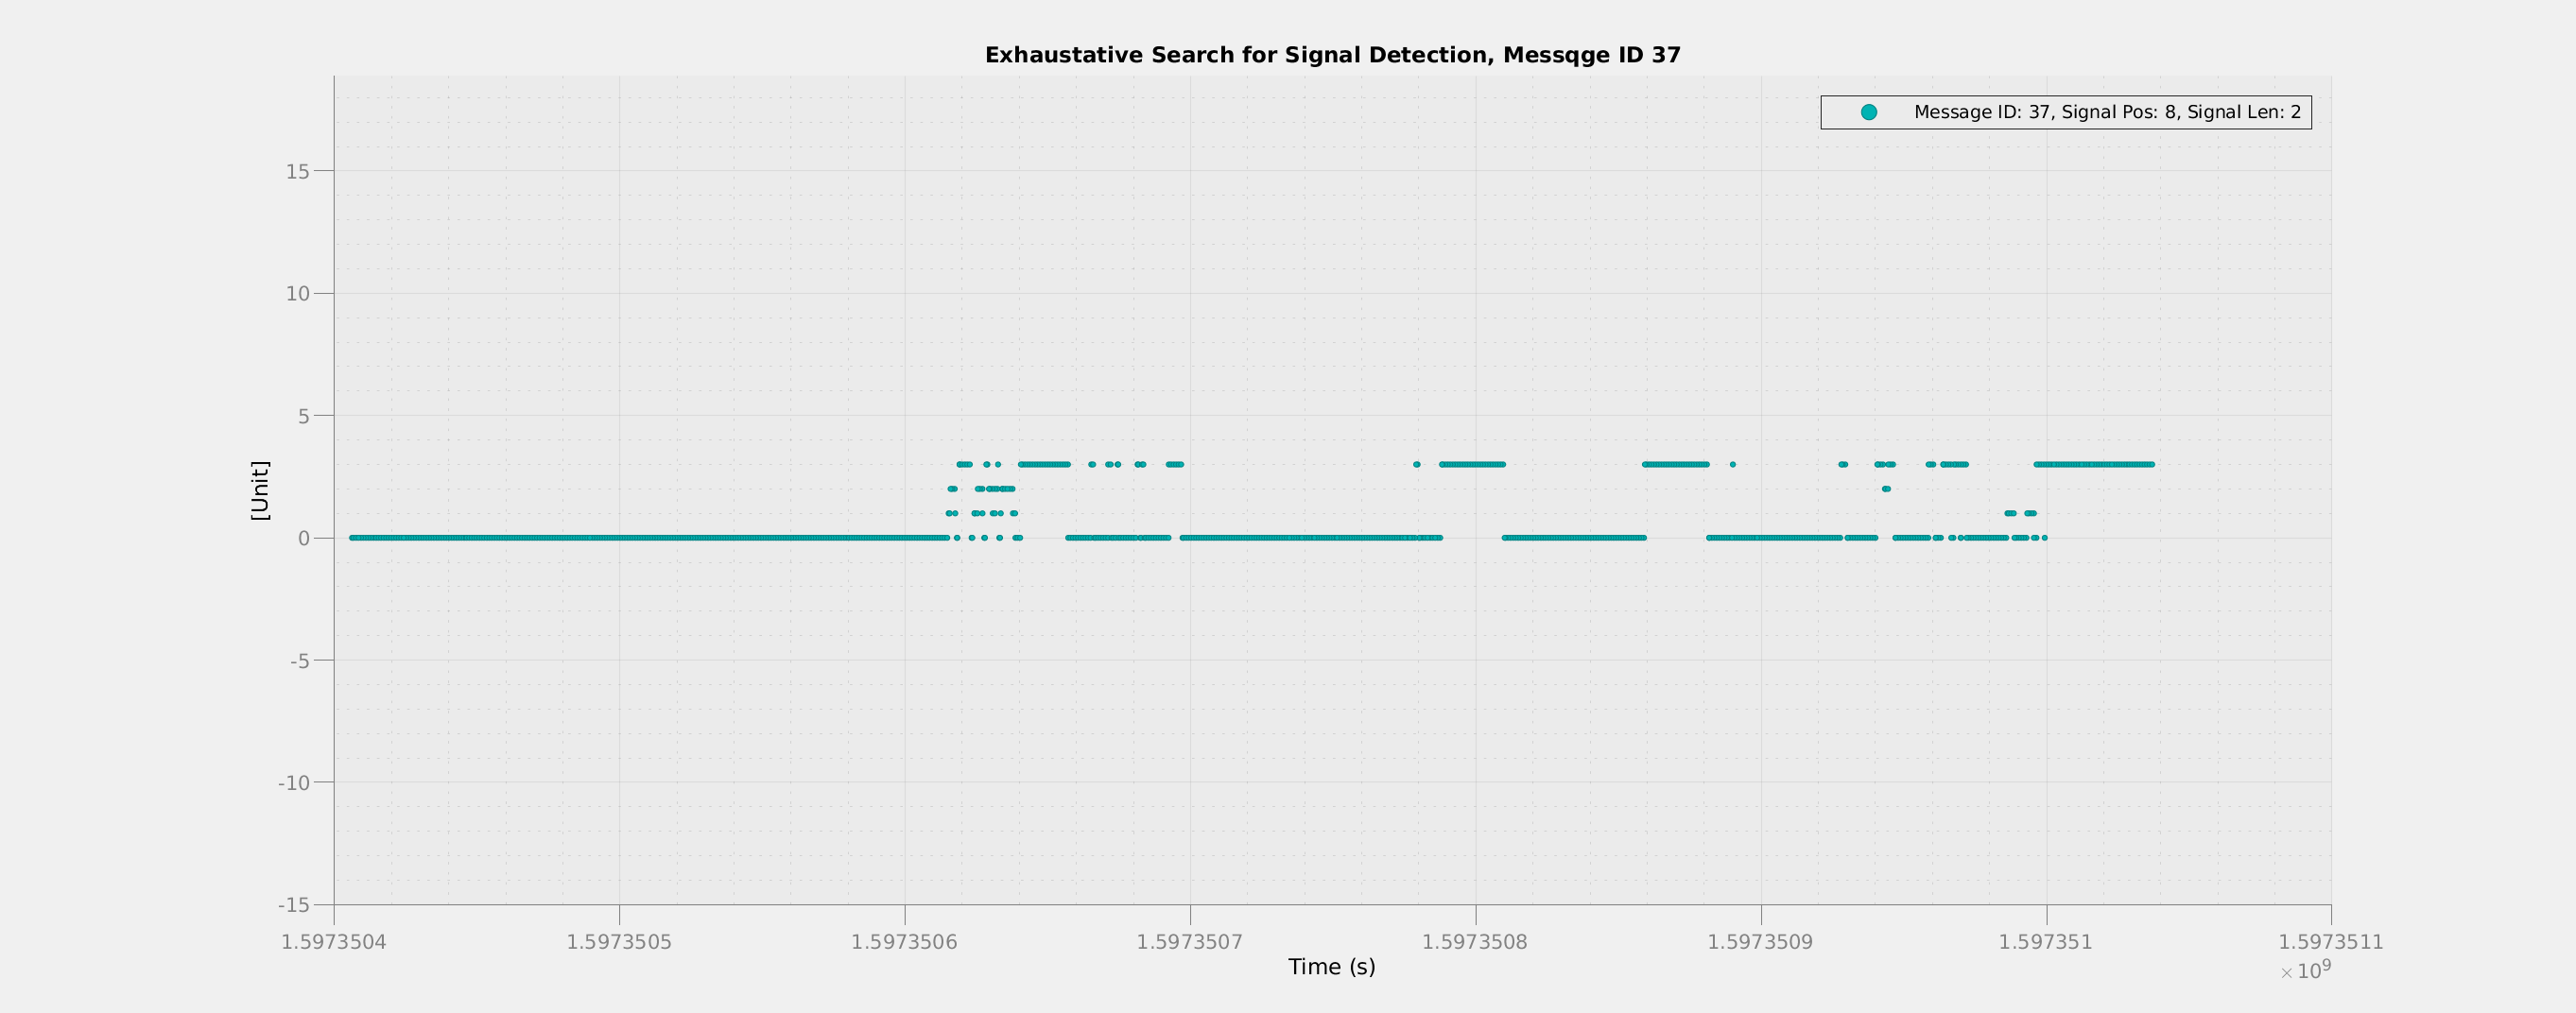 Exhaustative Search for Signal Detection, Messqge ID 37
Message ID: 37, Signal Pos: 8, Signal Len: 2
15
10
5
0
-5
-10
-15
[Unit]
1.5973504 1.5973505 1.5973506 1.5973507 1.5973508 1.5973509 1.597351 1.5973511
Time (s)
× 10⁹